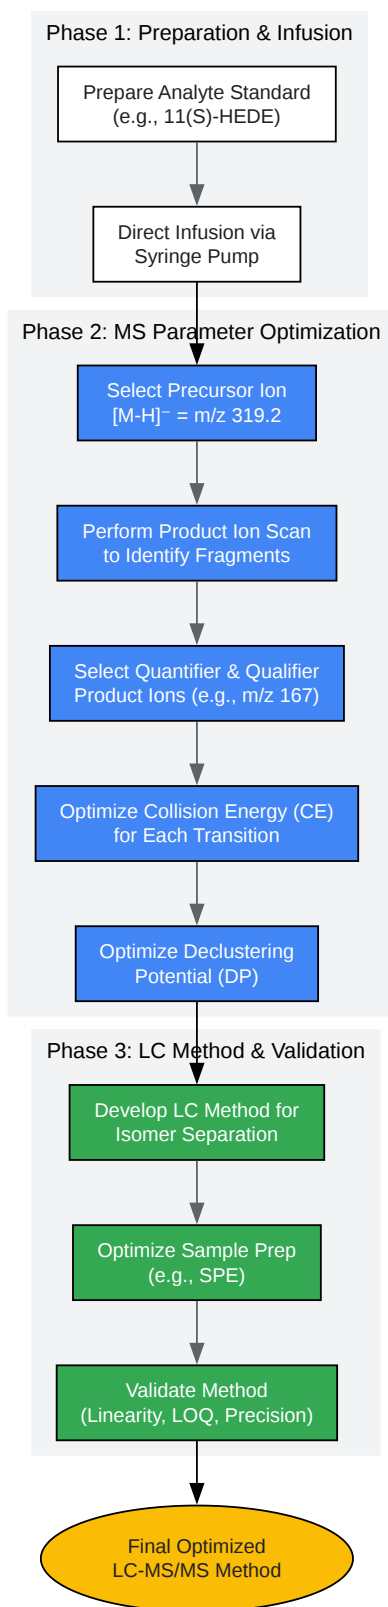 Phase 1: Preparation & Infusion
Prepare Analyte Standard
(e.g., 11(S)-HEDE)
Direct Infusion via
Syringe Pump
Phase 2: MS Parameter Optimization
Select Precursor Ion
[M-H]⁻ = m/z 319.2
Perform Product Ion Scan
to Identify Fragments
Select Quantifier & Qualifier
Product Ions (e.g., m/z 167)
Optimize Collision Energy (CE)
for Each Transition
Optimize Declustering
Potential (DP)
Phase 3: LC Method & Validation
Develop LC Method for
Isomer Separation
Optimize Sample Prep
(e.g., SPE)
Validate Method
(Linearity, LOQ, Precision)
Final Optimized
LC-MS/MS Method